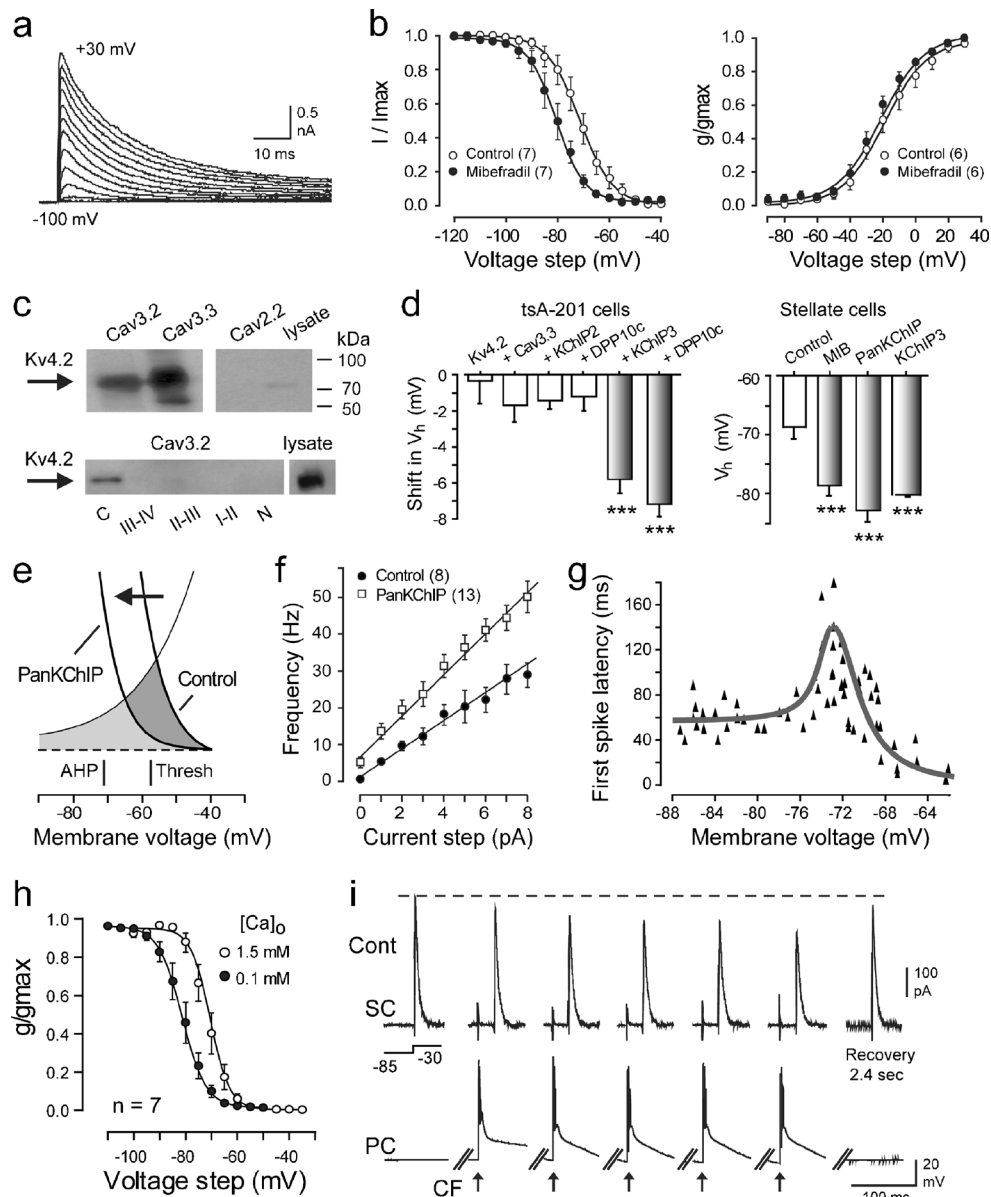 a
+30 mV
0.5
nA
10 ms
-100 mV
b
I / Imax
1.0
0.8
0.6
0.4
0.2
0.0
Control (7)
Mibefradil (7)
-120
-100
-80
-60
-40
Voltage step (mV)
g/gmax
1.0
0.8
0.6
0.4
0.2
0.0
Control (6)
Mibefradil (6)
-80
-60
-40
-20
0
20
Voltage step (mV)
c
Cav3.2
Cav3.3
Cav2.2
lysate
kDa
Kv4.2
100
70
50
Cav3.2
lysate
Kv4.2
C
III-IV
II-III
I-II
N
d
tsA-201 cells
Kv4.2
+ Cav3.3
+ KChIP2
+ DPP10c
+ KChIP3
+ DPP10c
Shift in Vh (mV)
0
-2
-4
-6
-8
***
***
Stellate cells
Control
MIB
PanKChIP
KChIP3
Vh (mV)
-60
-70
-80
***
***
***
e
PanKChIP
Control
AHP
Thresh
-80
-60
-40
Membrane voltage (mV)
f
Control (8)
PanKChIP (13)
Frequency (Hz)
50
40
30
20
10
0
0
2
4
6
8
Current step (pA)
g
First spike latency (ms)
160
120
80
40
0
-88
-84
-80
-76
-72
-68
-64
Membrane voltage (mV)
h
g/gmax
1.0
0.8
0.6
0.4
0.2
0.0
[Ca]o
1.5 mM
0.1 mM
n = 7
-100
-80
-60
-40
Voltage step (mV)
i
Cont
SC
100
pA
-85
-30
Recovery
2.4 sec
PC
CF
20
mV
100 ms